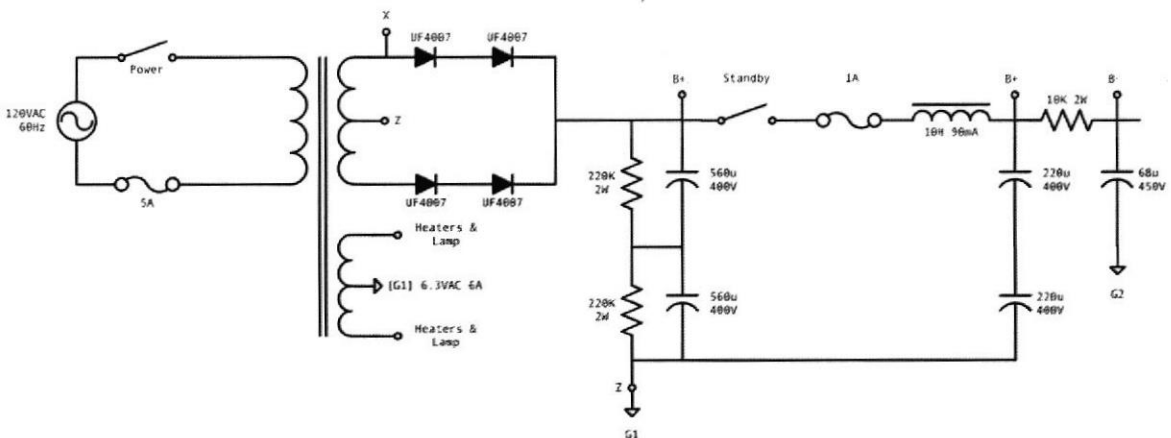 X
UF4007
UF4007
Power
120VAC
60Hz
Z
5A
UF4007
UF4007
Heaters &
Lamp
[G1] 6.3VAC 6A
Heaters &
Lamp
B+
Standby
1A
B+
10K 2W
B
10H 90mA
220K
2W
560u
400V
220u
400V
68u
450V
220K
2W
560u
400V
220u
400V
G2
Z
G1